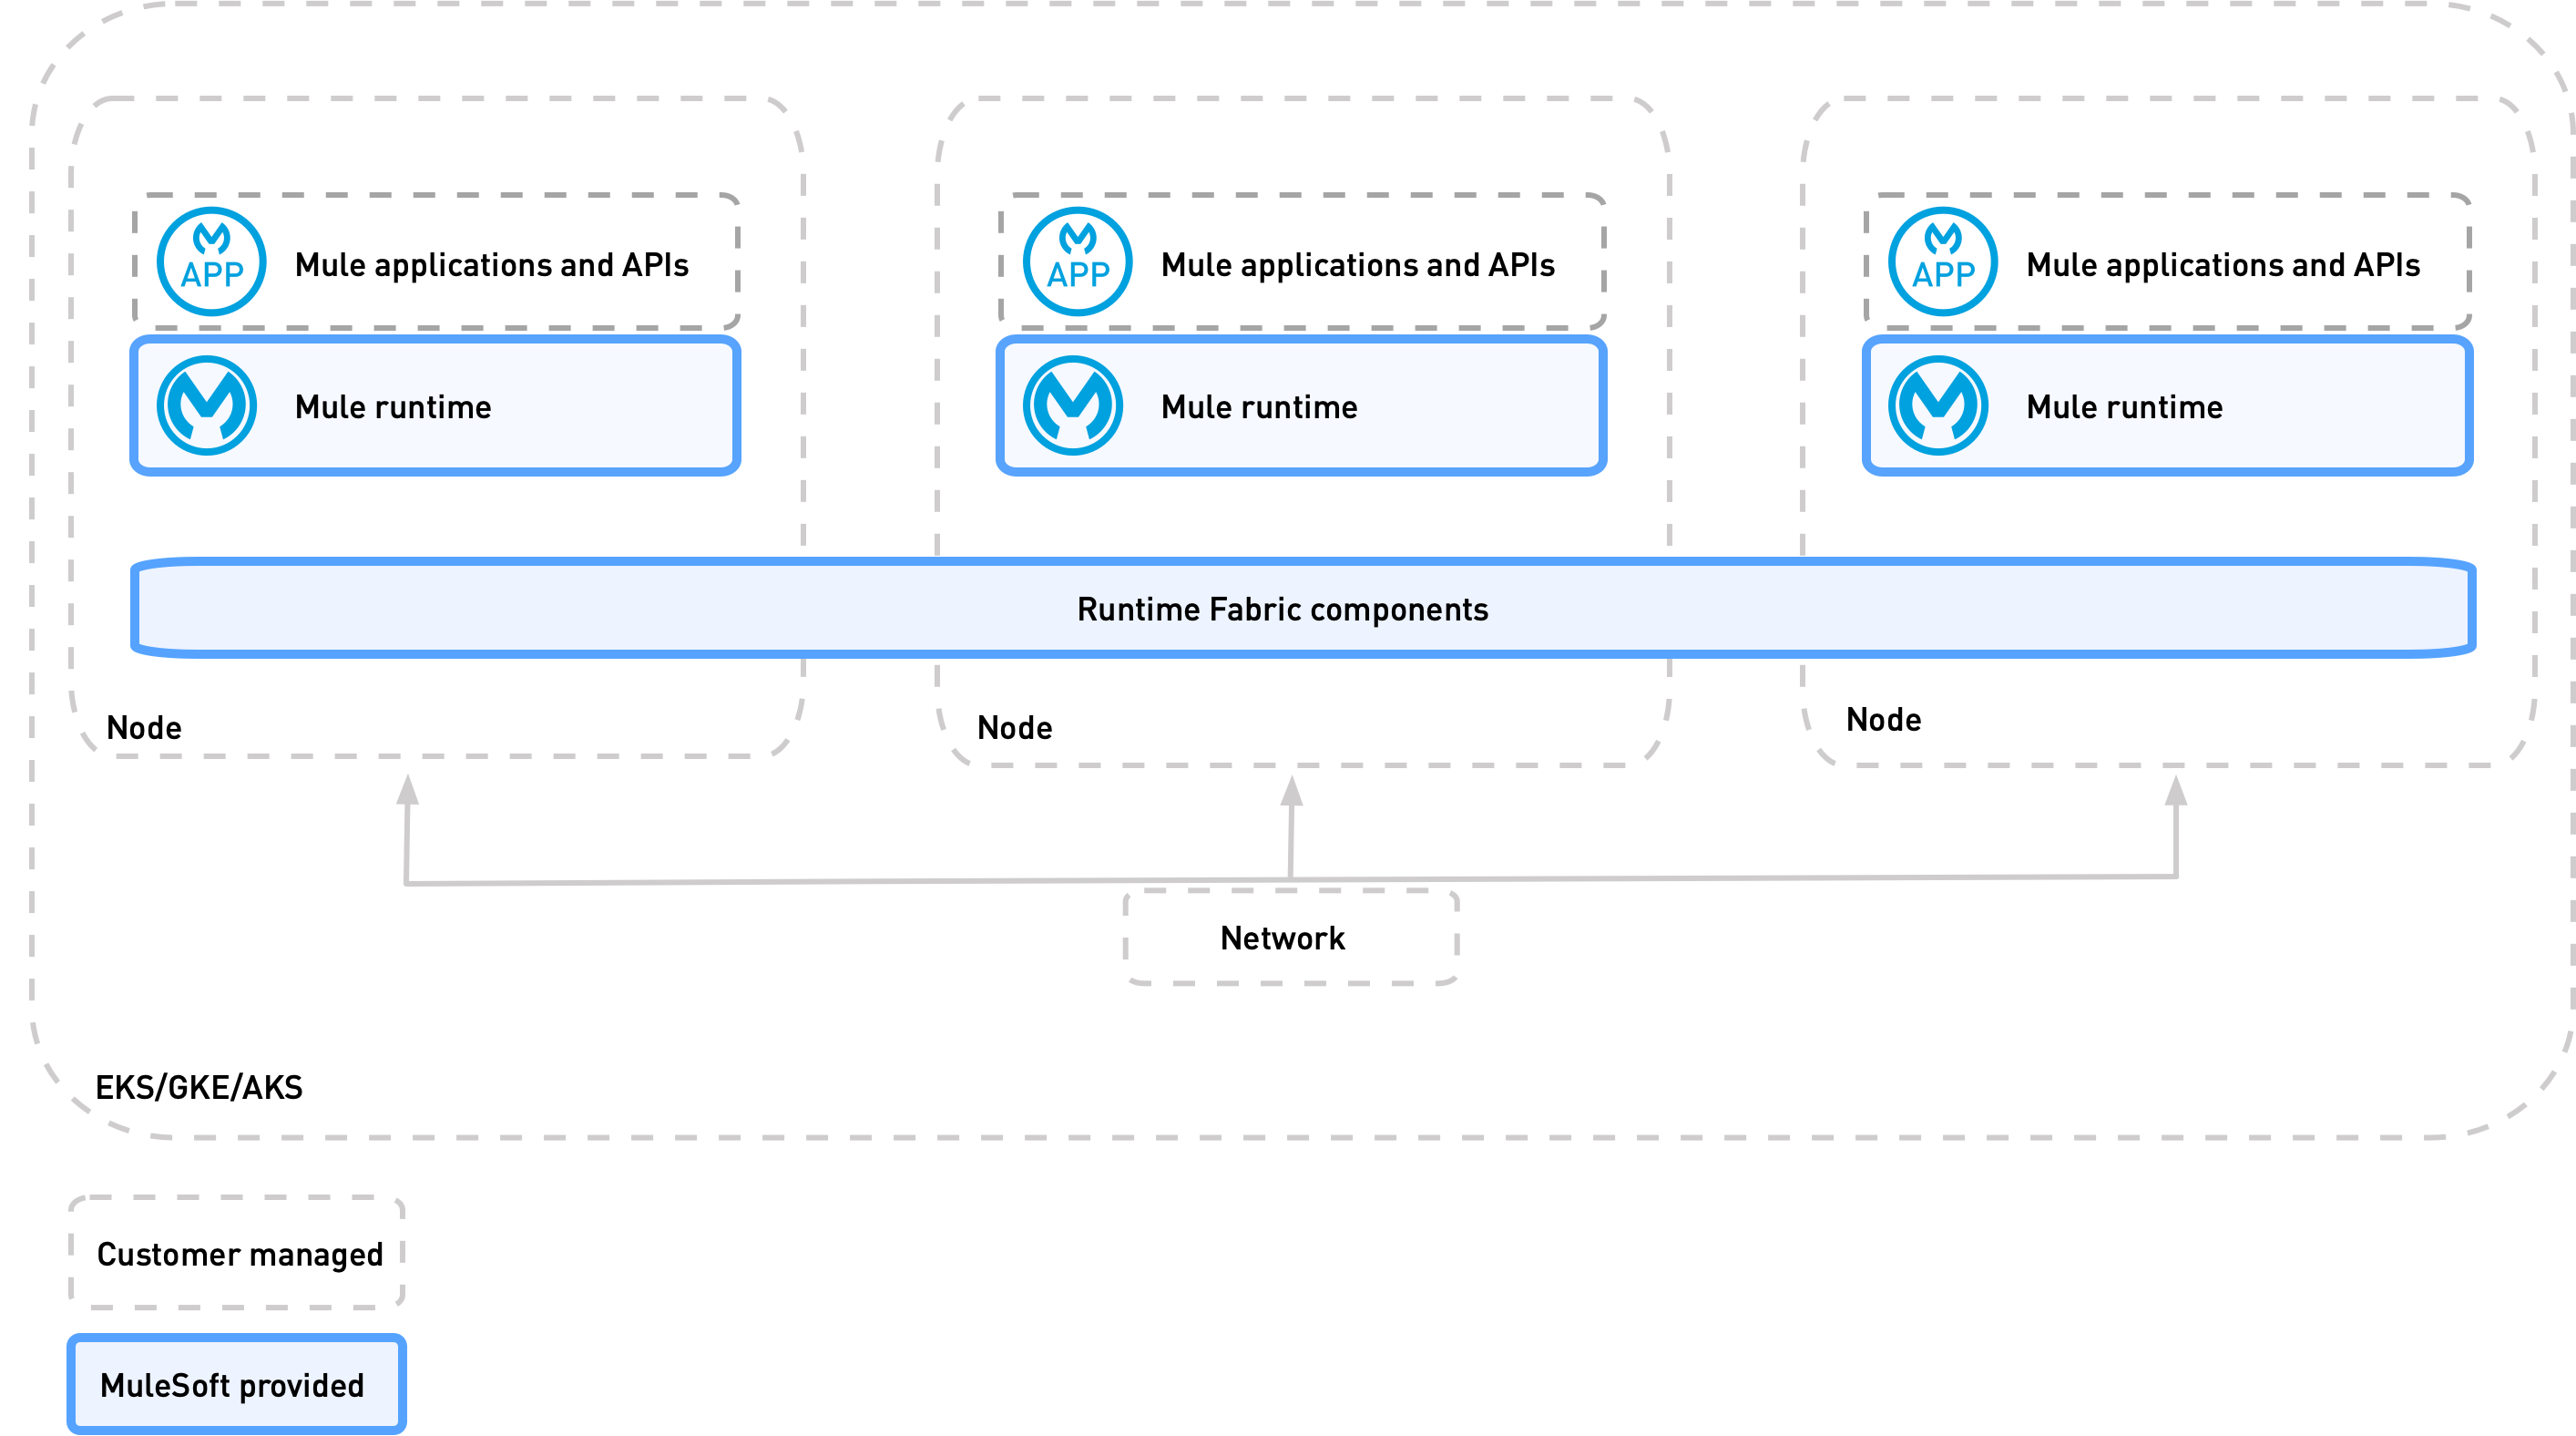 APP
Mule applications and APIs
APP
Mule applications and APIs
APP
Mule applications and APIs
Mule runtime
Mule runtime
Mule runtime
Runtime Fabric components
Node
Node
Node
Network
EKS/GKE/AKS
Customer managed
MuleSoft provided